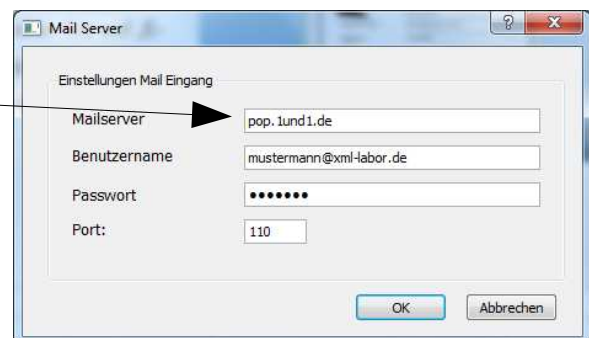 Mail Server
Einstellungen Mail Eingang
Mailserver pop.1und1.de
Benutzername mustermann@xml-labor.de
Passwort •••••••
Port: 110
OK Abbrechen